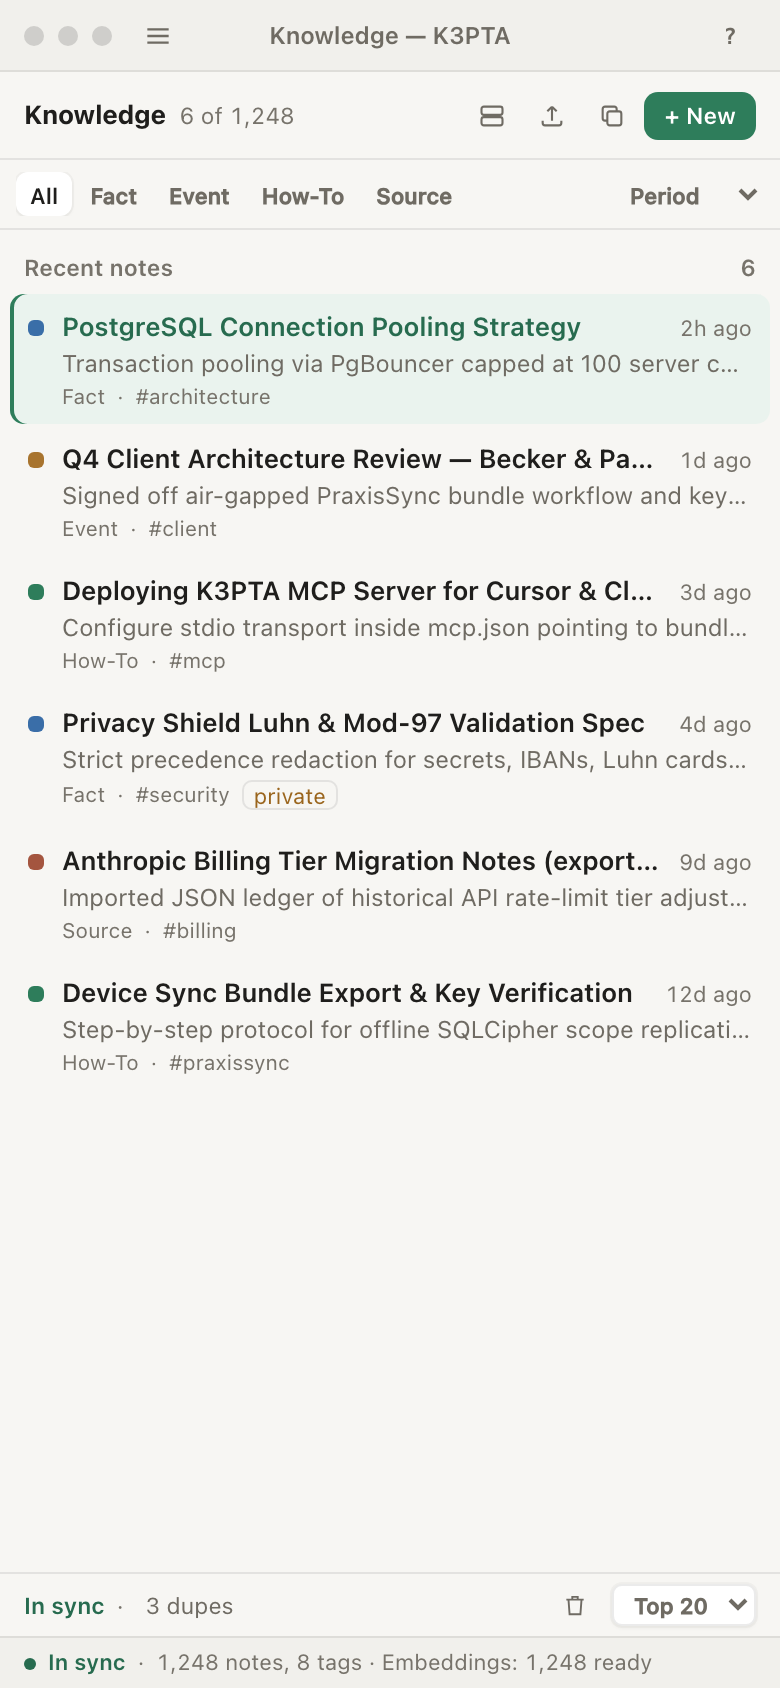 Knowledge — K3PTA ?
Knowledge 6 of 1,248 + New
All Fact Event How-To Source Period
Recent notes 6
PostgreSQL Connection Pooling Strategy 2h ago
Transaction pooling via PgBouncer capped at 100 server c...
Fact · #architecture
Q4 Client Architecture Review — Becker & Pa... 1d ago
Signed off air-gapped PraxisSync bundle workflow and key...
Event · #client
Deploying K3PTA MCP Server for Cursor & Cl... 3d ago
Configure stdio transport inside mcp.json pointing to bundl...
How-To · #mcp
Privacy Shield Luhn & Mod-97 Validation Spec 4d ago
Strict precedence redaction for secrets, IBANs, Luhn cards...
Fact · #security private
Anthropic Billing Tier Migration Notes (export... 9d ago
Imported JSON ledger of historical API rate-limit tier adjust...
Source · #billing
Device Sync Bundle Export & Key Verification 12d ago
Step-by-step protocol for offline SQLCipher scope replicati...
How-To · #praxissync
In sync · 3 dupes Top 20
In sync · 1,248 notes, 8 tags · Embeddings: 1,248 ready